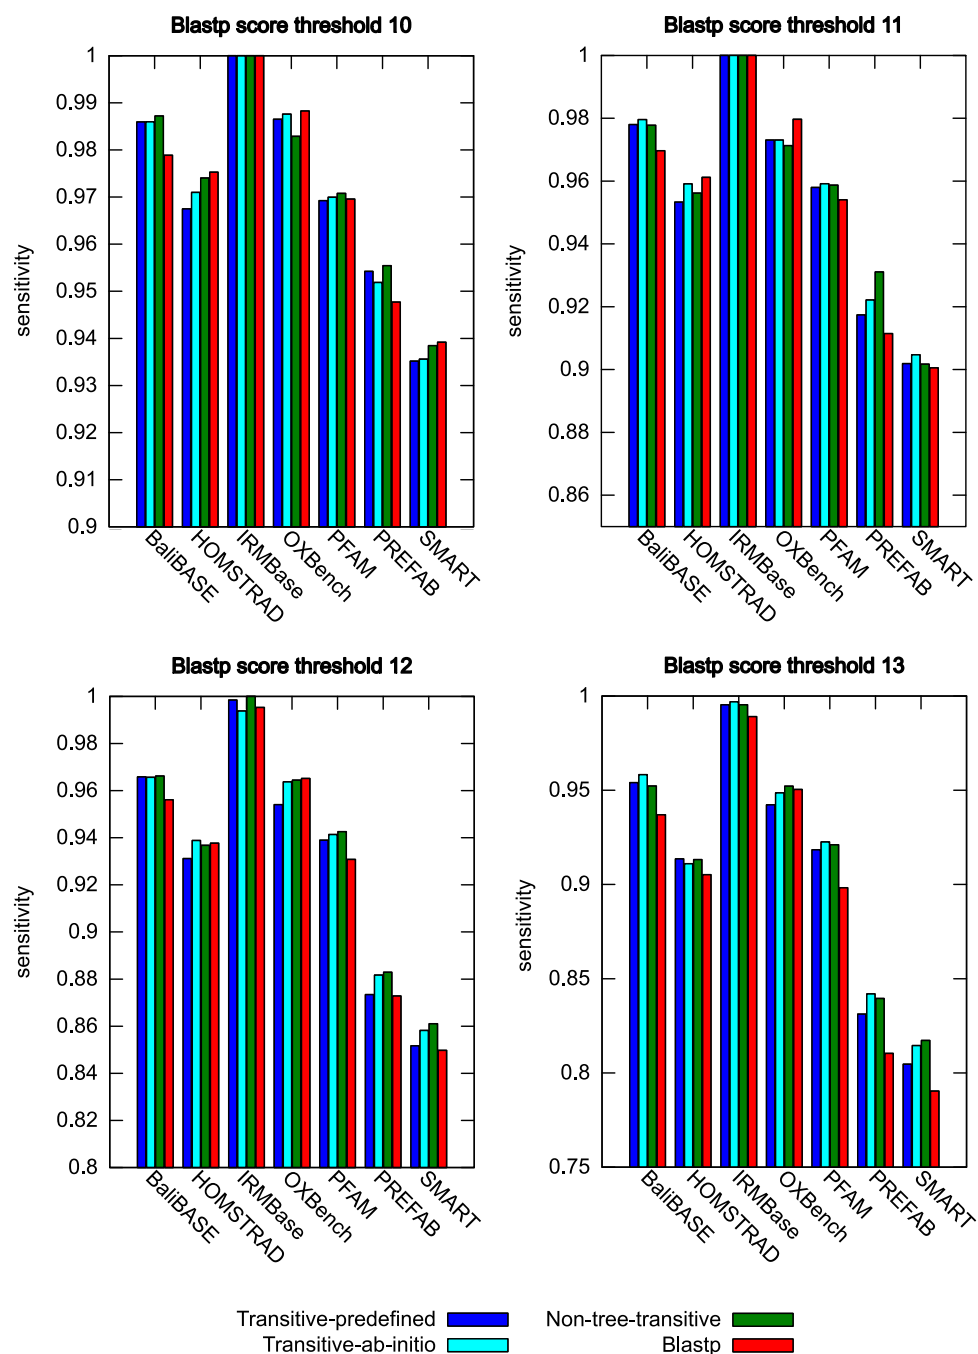 Blastp score threshold 10
1
0.99
0.98
0.97
0.96
0.95
0.94
0.93
0.92
0.91
0.9
sensitivity
BaliBASE
HOMSTRAD
IRMBase
OXBench
PFAM
PREFAB
SMART
Blastp score threshold 11
1
0.98
0.96
0.94
0.92
0.9
0.88
0.86
sensitivity
BaliBASE
HOMSTRAD
IRMBase
OXBench
PFAM
PREFAB
SMART
Blastp score threshold 12
1
0.98
0.96
0.94
0.92
0.9
0.88
0.86
0.84
0.82
0.8
sensitivity
BaliBASE
HOMSTRAD
IRMBase
OXBench
PFAM
PREFAB
SMART
Blastp score threshold 13
1
0.95
0.9
0.85
0.8
0.75
sensitivity
BaliBASE
HOMSTRAD
IRMBase
OXBench
PFAM
PREFAB
SMART
Transitive-predefined
Transitive-ab-initio
Non-tree-transitive
Blastp